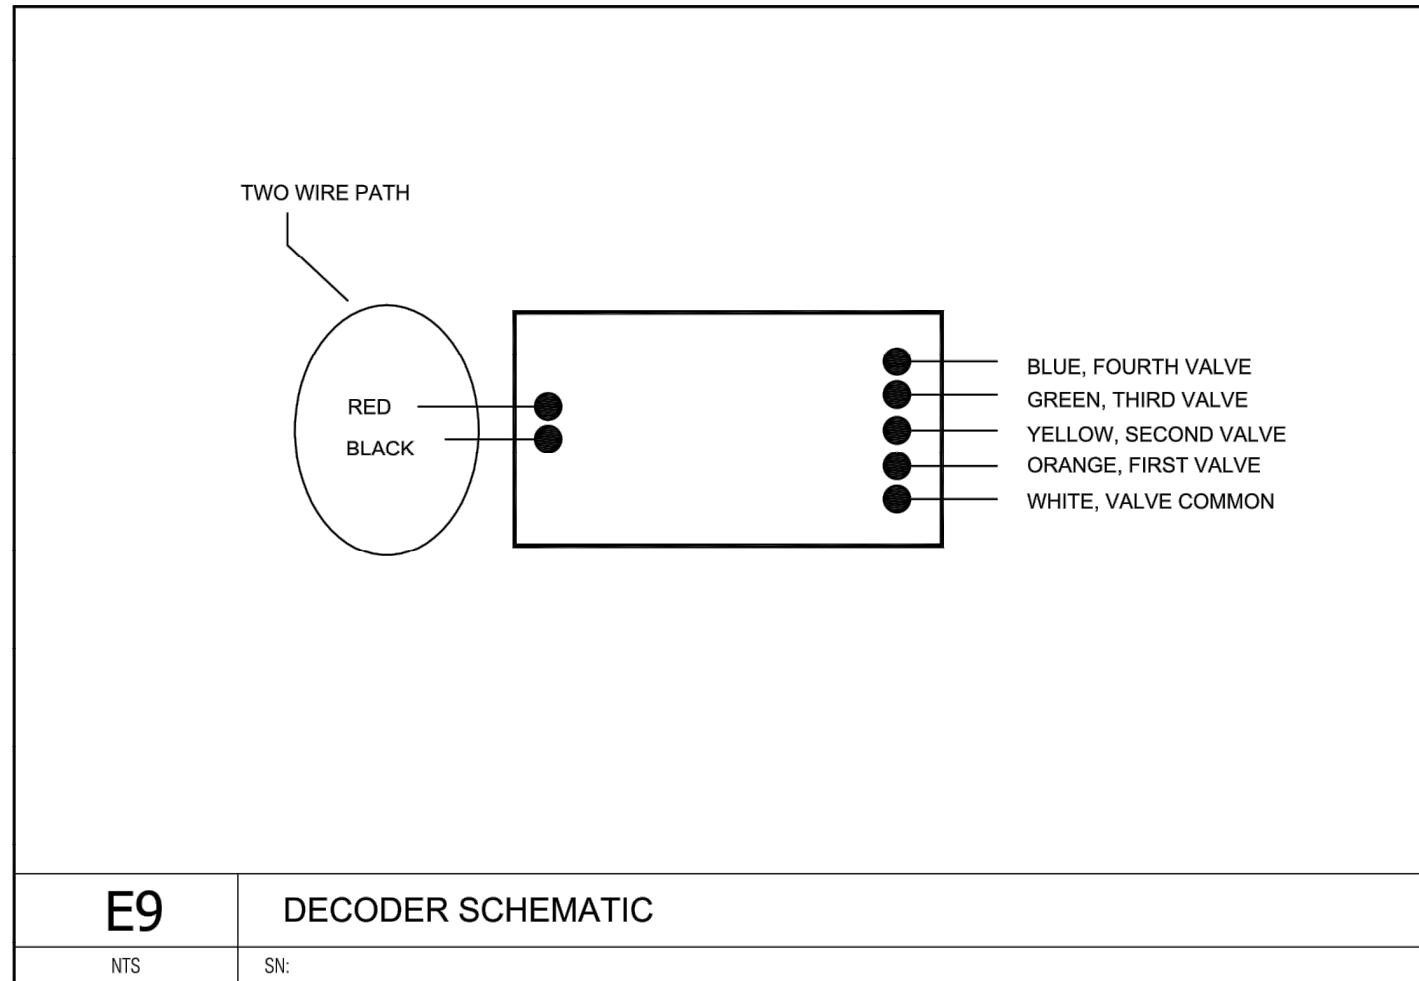 TWO WIRE PATH
RED
BLACK
BLUE, FOURTH VALVE
GREEN, THIRD VALVE
YELLOW, SECOND VALVE
ORANGE, FIRST VALVE
WHITE, VALVE COMMON
E9
DECODER SCHEMATIC
NTS
SN: